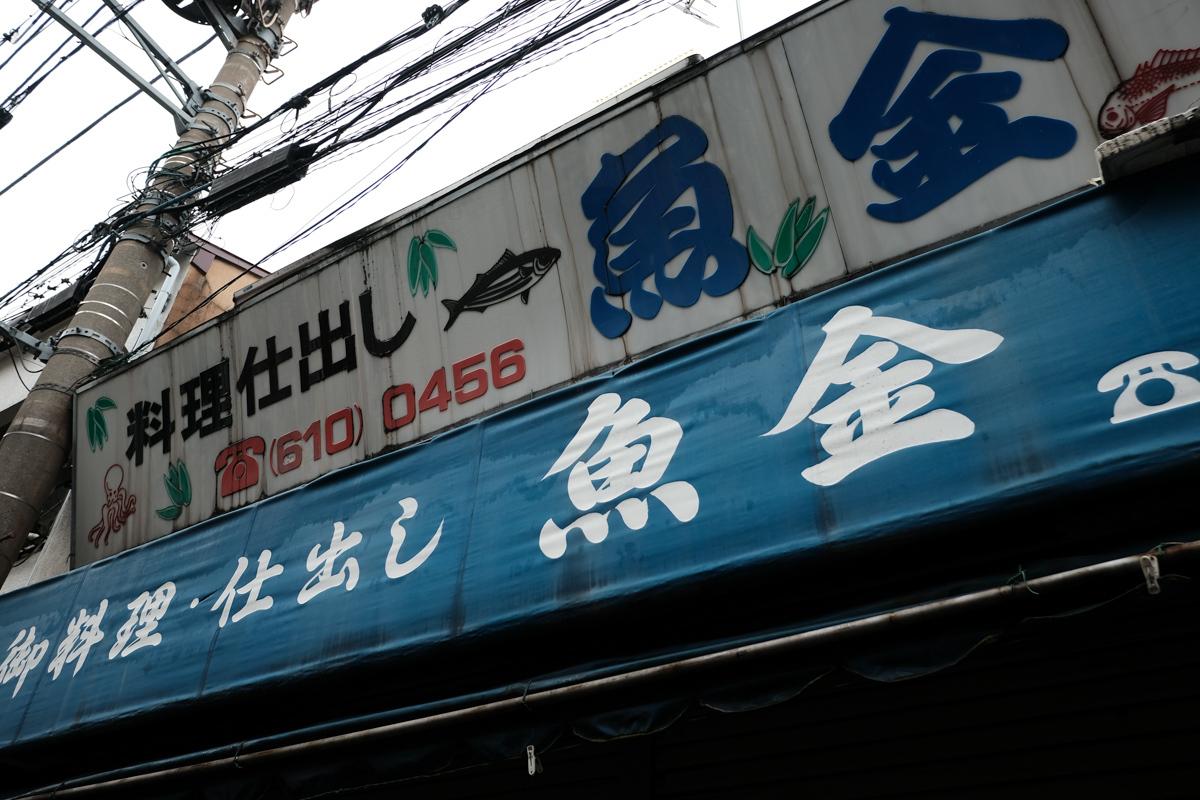 料理仕出し 魚金
☎(610)0456
御料理・仕出し 魚金 ☎